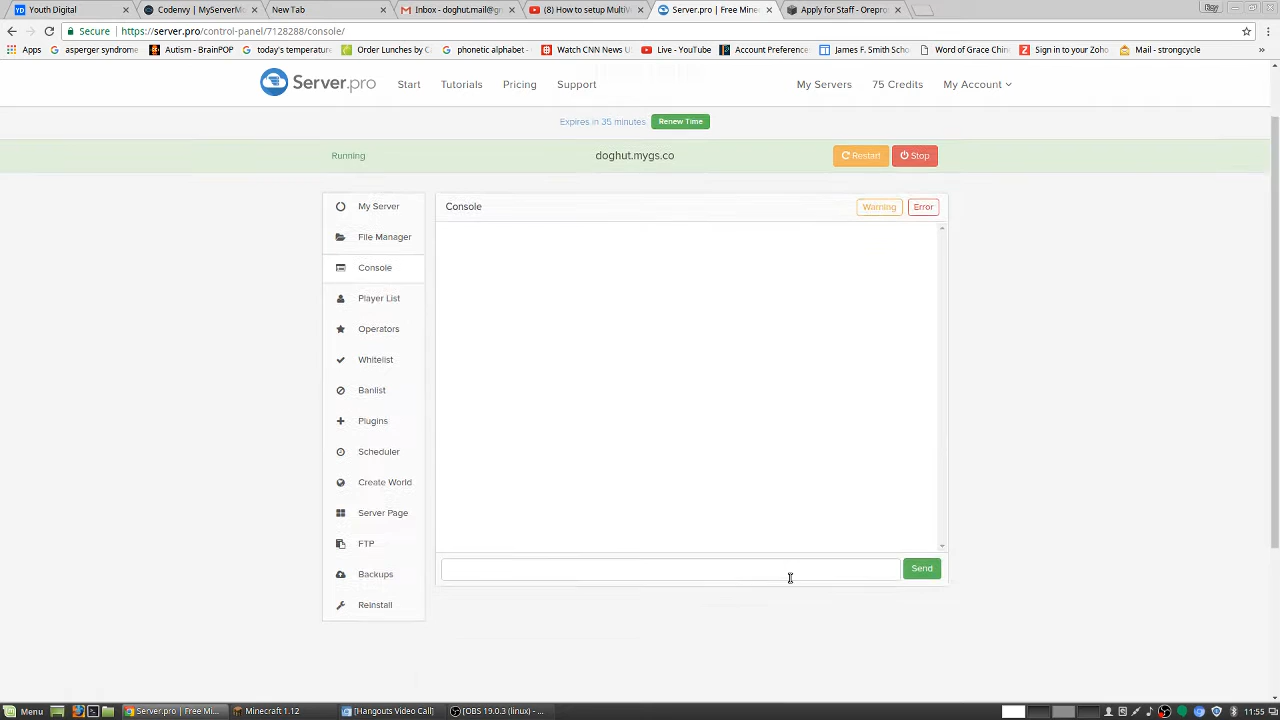 Youth Digital
Codenvy | MyServerMo
New Tab
Inbox - doghut.mail@gm
(8) How to setup MultiVe
Server.pro | Free Mine
Apply for Staff - Orepro
Ray
Secure
https://server.pro/control-panel/7128288/console/
Apps
asperger syndrome
Autism - BrainPOP
today's temperature
Order Lunches by C
phonetic alphabet -
Watch CNN News U
Live - YouTube
Account Preference
James F. Smith Scho
Word of Grace Chin
Sign in to your Zoho
Mail - strongcycle
Server.pro
Start
Tutorials
Pricing
Support
My Servers
75 Credits
My Account
Expires in 35 minutes
Renew Time
Running
doghut.mygs.co
Restart
Stop
My Server
File Manager
Console
Player List
Operators
Whitelist
Banlist
Plugins
Scheduler
Create World
Server Page
FTP
Backups
Reinstall
Console
Warning
Error
Send
Menu
Server.pro | Free Mi...
Minecraft 1.12
[Hangouts Video Call]
[OBS 19.0.3 (linux) - ...
11:55